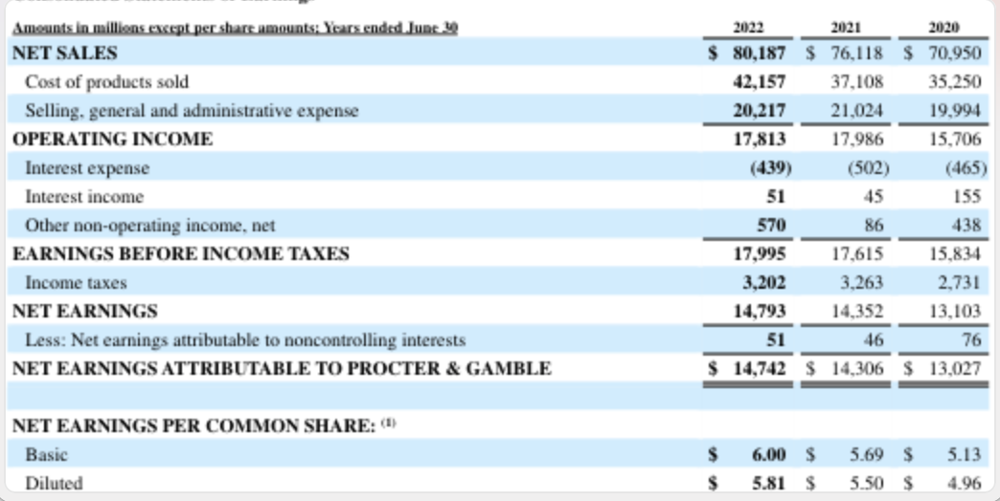 Amounts in millions except per share amounts; Years ended June 30 2022 2021 2020
NET SALES $ 80,187 $ 76,118 $ 70,950
Cost of products sold 42,157 37,108 35,250
Selling, general and administrative expense 20,217 21,024 19,994
OPERATING INCOME 17,813 17,986 15,706
Interest expense (439) (502) (465)
Interest income 51 45 155
Other non-operating income, net 570 86 438
EARNINGS BEFORE INCOME TAXES 17,995 17,615 15,834
Income taxes 3,202 3,263 2,731
NET EARNINGS 14,793 14,352 13,103
Less: Net earnings attributable to noncontrolling interests 51 46 76
NET EARNINGS ATTRIBUTABLE TO PROCTER & GAMBLE $ 14,742 $ 14,306 $ 13,027
NET EARNINGS PER COMMON SHARE: (1)
Basic $ 6.00 $ 5.69 $ 5.13
Diluted $ 5.81 $ 5.50 $ 4.96